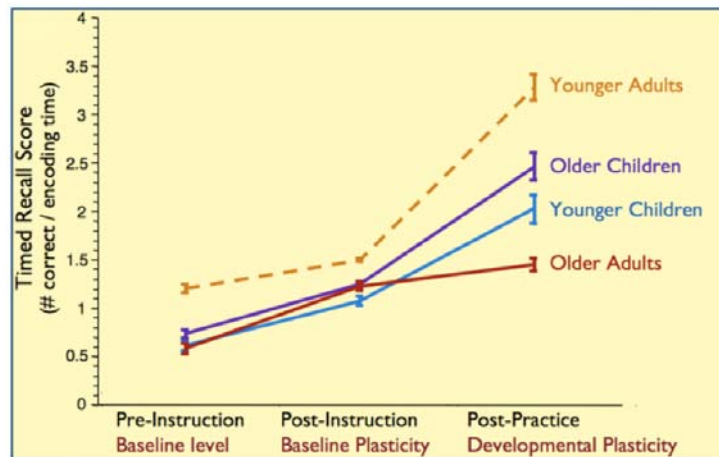 Timed Recall Score
(# correct / encoding time)
4
3.5
3
2.5
2
1.5
1
0.5
0
Younger Adults
Older Children
Younger Children
Older Adults
Pre-Instruction Post-Instruction Post-Practice
Baseline level Baseline Plasticity Developmental Plasticity